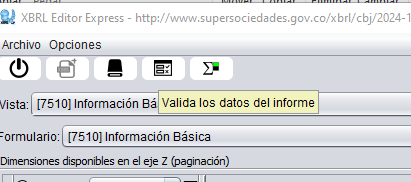 XBRL Editor Express - http://www.supersociedades.gov.co/xbrl/cbj/2024-1
Archivo Opciones
Vista: [7510] Información Bá
Valida los datos del informe
Formulario: [7510] Información Básica
Dimensiones disponibles en el eje Z (paginación)